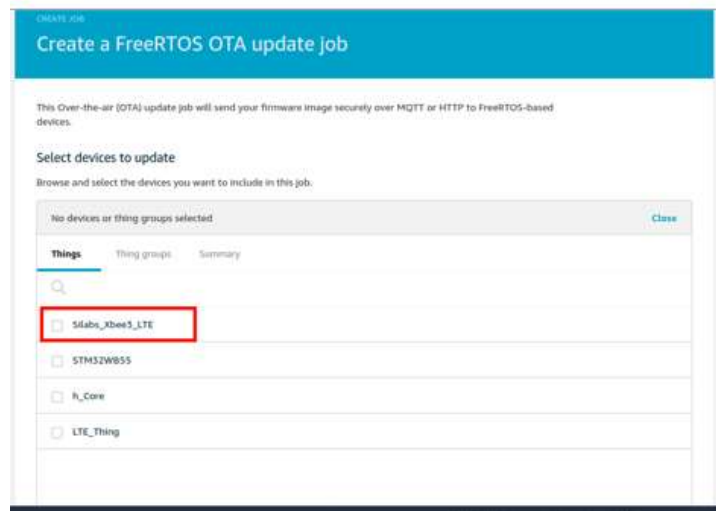 CREATE JOB
Create a FreeRTOS OTA update job
This Over-the-air (OTA) update job will send your firmware image securely over MQTT or HTTP to FreeRTOS-based
devices.
Select devices to update
Browse and select the devices you want to include in this job.
No devices or thing groups selected Close
Things Thing groups Summary
Silabs_Xbee3_LTE
STM32WB55
h_Core
LTE_Thing